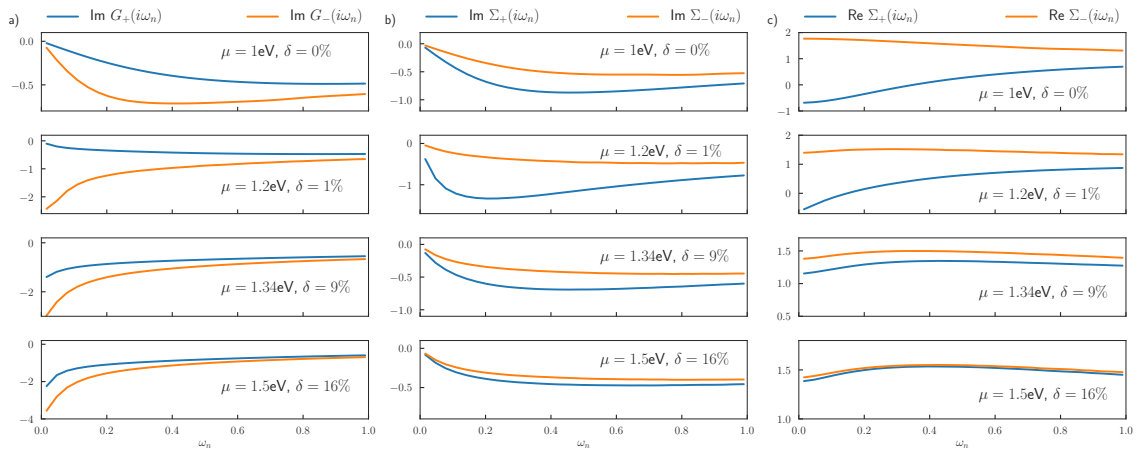 a)
Im G₊(iωₙ)
Im G₋(iωₙ)
0.0
−0.5
μ = 1eV, δ = 0%
0
−1
−2
μ = 1.2eV, δ = 1%
0
−2
μ = 1.34eV, δ = 9%
0
−2
−4
μ = 1.5eV, δ = 16%
0.0 0.2 0.4 0.6 0.8 1.0
ωₙ
b)
Im Σ₊(iωₙ)
Im Σ₋(iωₙ)
0.0
−0.5
−1.0
μ = 1eV, δ = 0%
0
−1
μ = 1.2eV, δ = 1%
0.0
−0.5
−1.0
μ = 1.34eV, δ = 9%
0.0
−0.5
μ = 1.5eV, δ = 16%
0.0 0.2 0.4 0.6 0.8 1.0
ωₙ
c)
Re Σ₊(iωₙ)
Re Σ₋(iωₙ)
2
1
0
−1
μ = 1eV, δ = 0%
2
1
0
μ = 1.2eV, δ = 1%
1.5
1.0
0.5
μ = 1.34eV, δ = 9%
1.5
1.0
μ = 1.5eV, δ = 16%
0.0 0.2 0.4 0.6 0.8 1.0
ωₙ